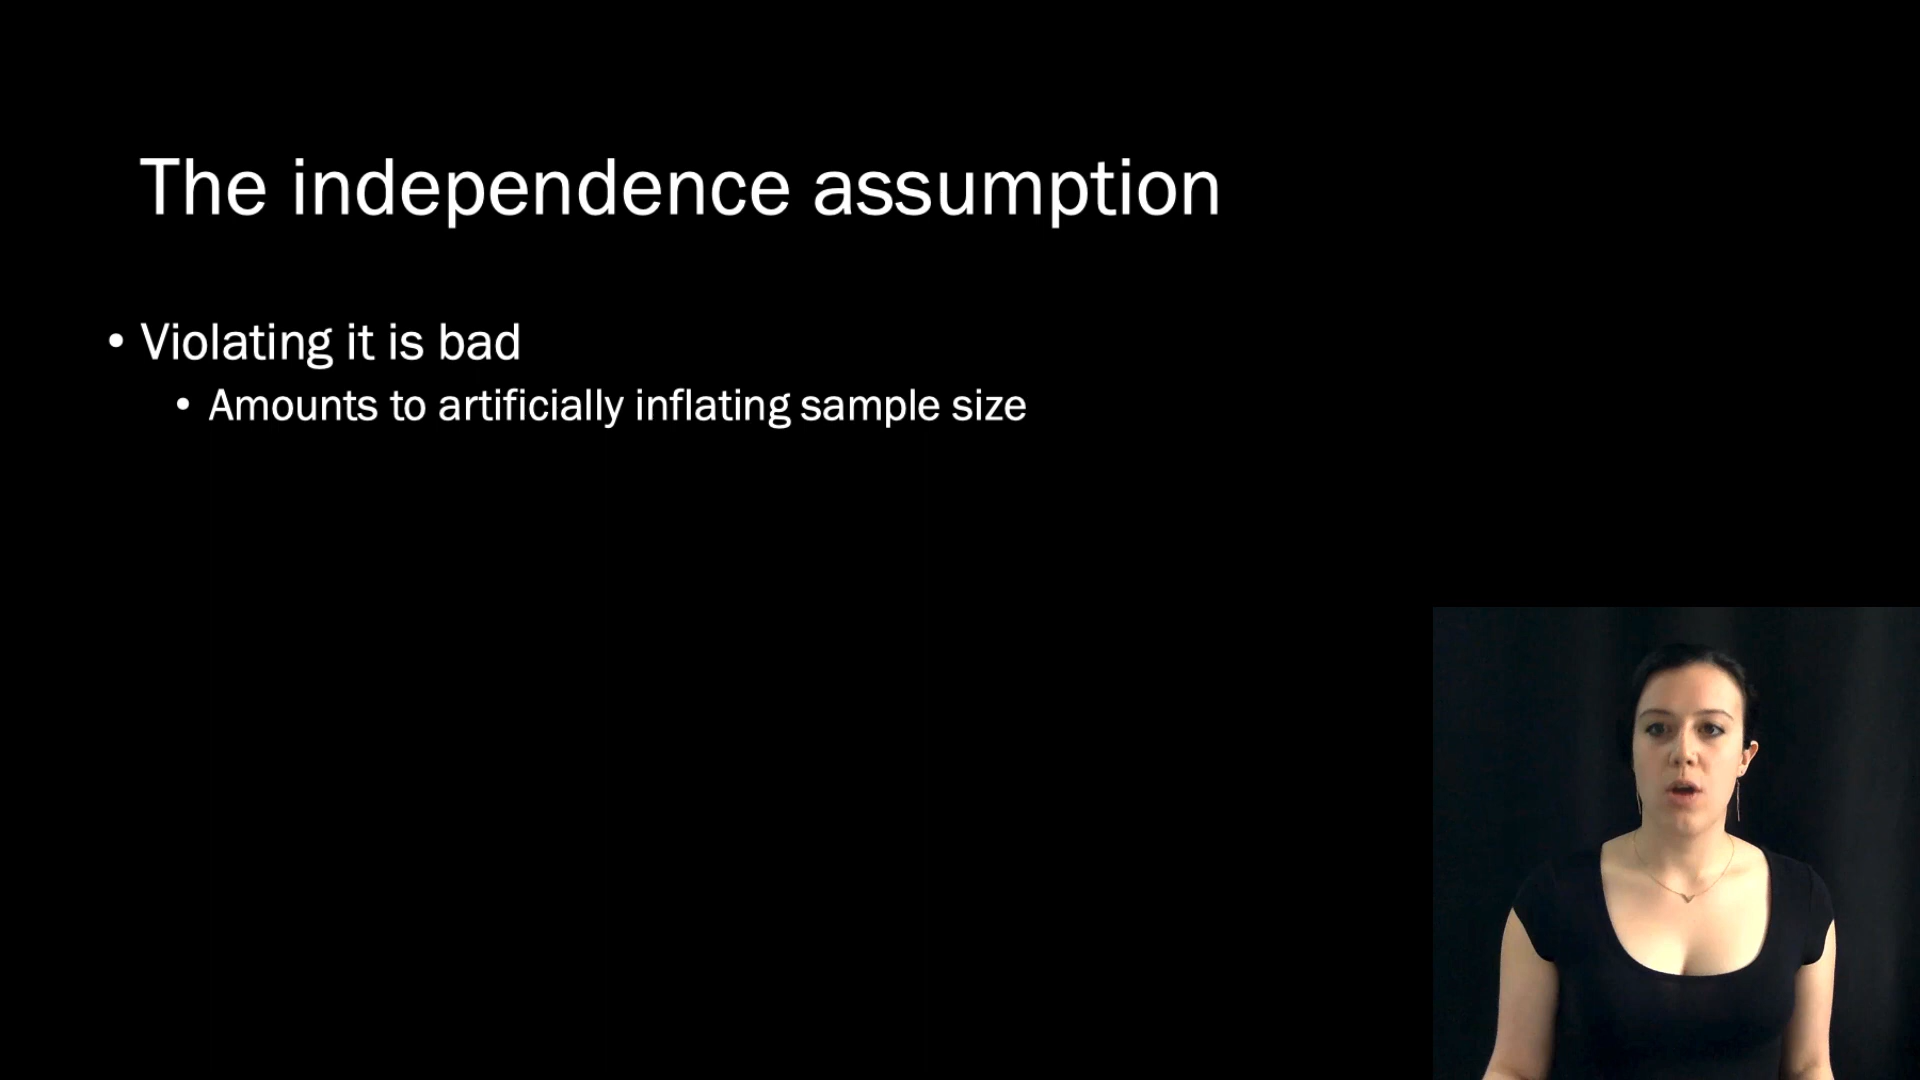 The independence assumption
• Violating it is bad
• Amounts to artificially inflating sample size